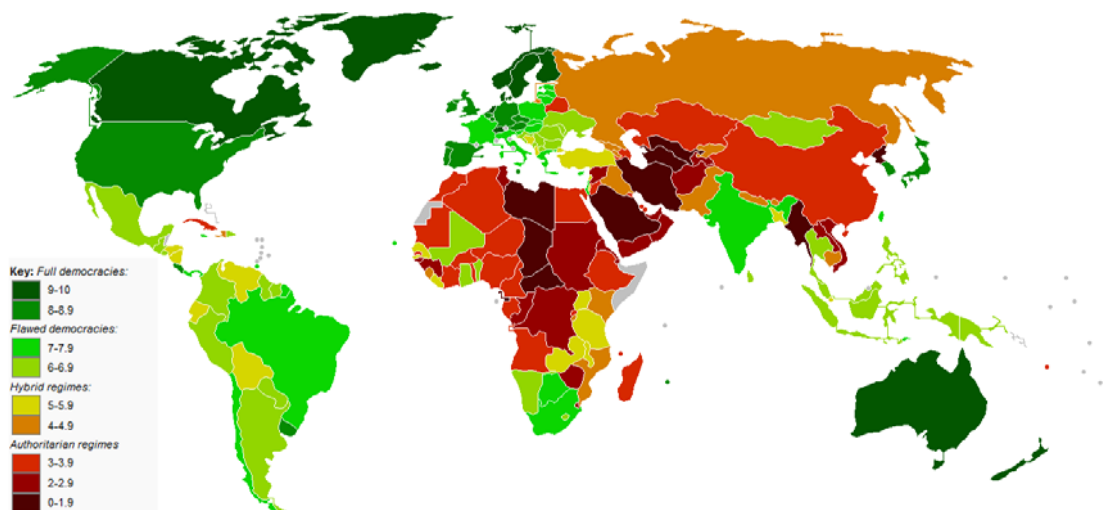 Key: Full democracies:
9-10
8-8.9
Flawed democracies:
7-7.9
6-6.9
Hybrid regimes:
5-5.9
4-4.9
Authoritarian regimes
3-3.9
2-2.9
0-1.9